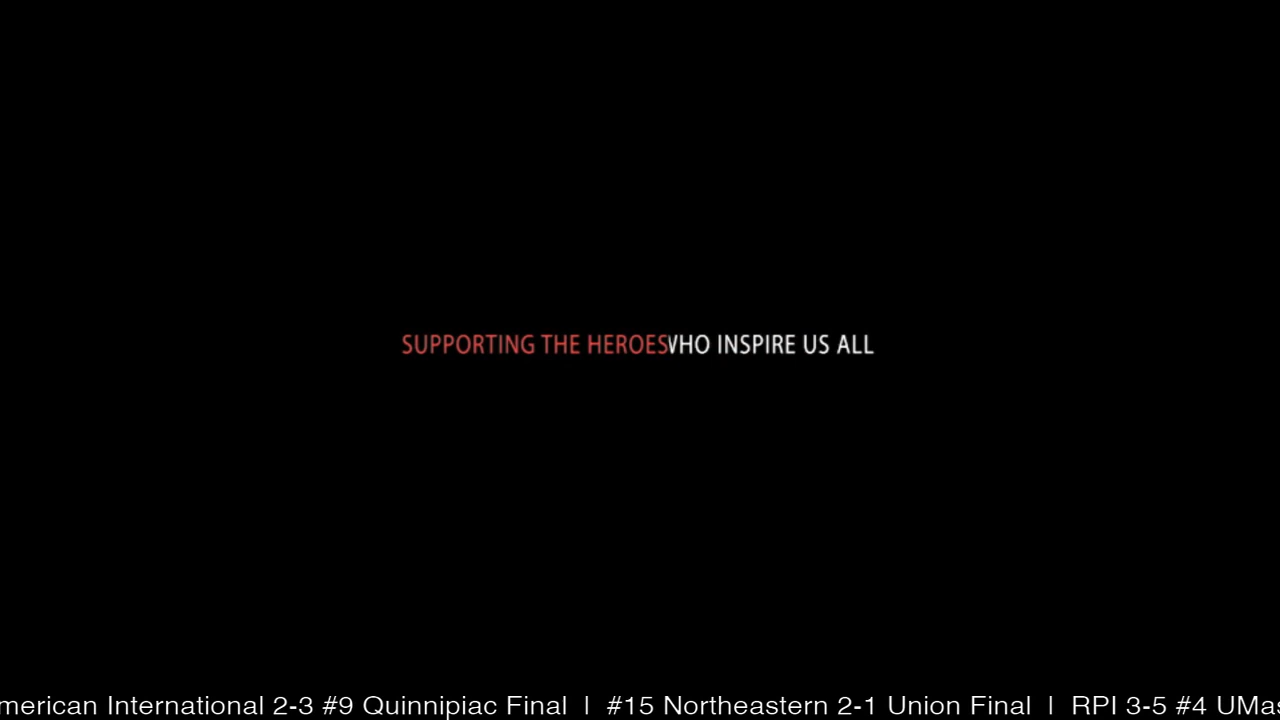 SUPPORTING THE HEROES WHO INSPIRE US ALL
merican International 2-3 #9 Quinnipiac Final | #15 Northeastern 2-1 Union Final | RPI 3-5 #4 UMas